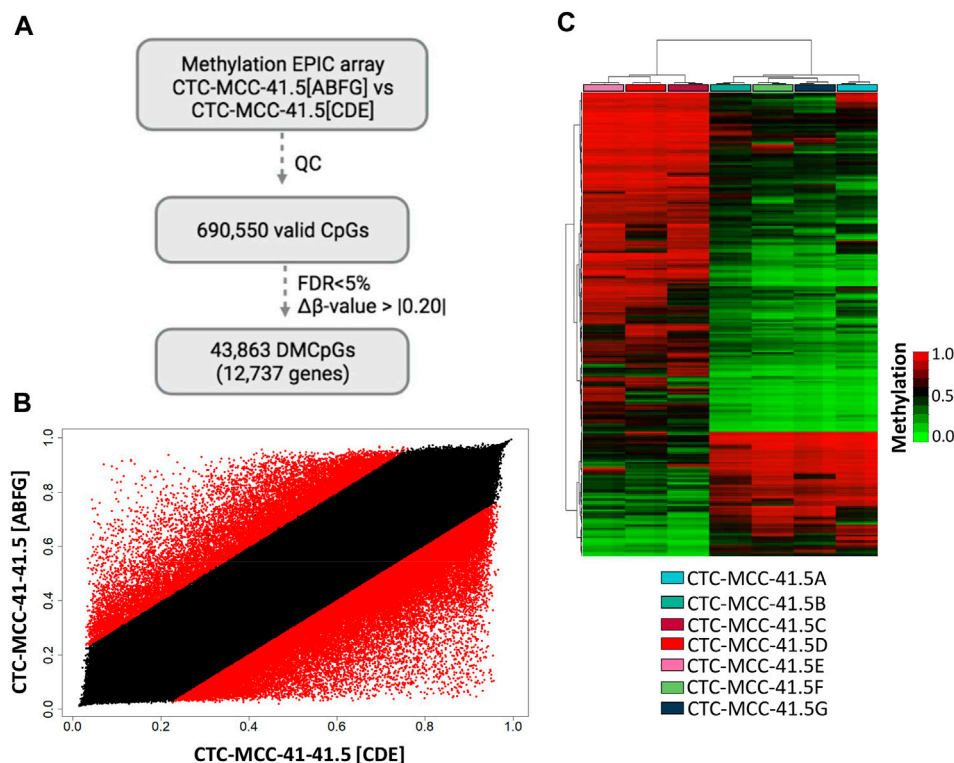 A
Methylation EPIC array
CTC-MCC-41.5[ABFG] vs
CTC-MCC-41.5[CDE]
QC
690,550 valid CpGs
FDR<5%
Δβ-value > |0.20|
43,863 DMCpGs
(12,737 genes)
B
CTC-MCC-41-41.5 [ABFG]
1.0
0.8
0.6
0.4
0.2
0.0
0.0
0.2
0.4
0.6
0.8
1.0
CTC-MCC-41-41.5 [CDE]
C
Methylation
1.0
0.5
0.0
CTC-MCC-41.5A
CTC-MCC-41.5B
CTC-MCC-41.5C
CTC-MCC-41.5D
CTC-MCC-41.5E
CTC-MCC-41.5F
CTC-MCC-41.5G